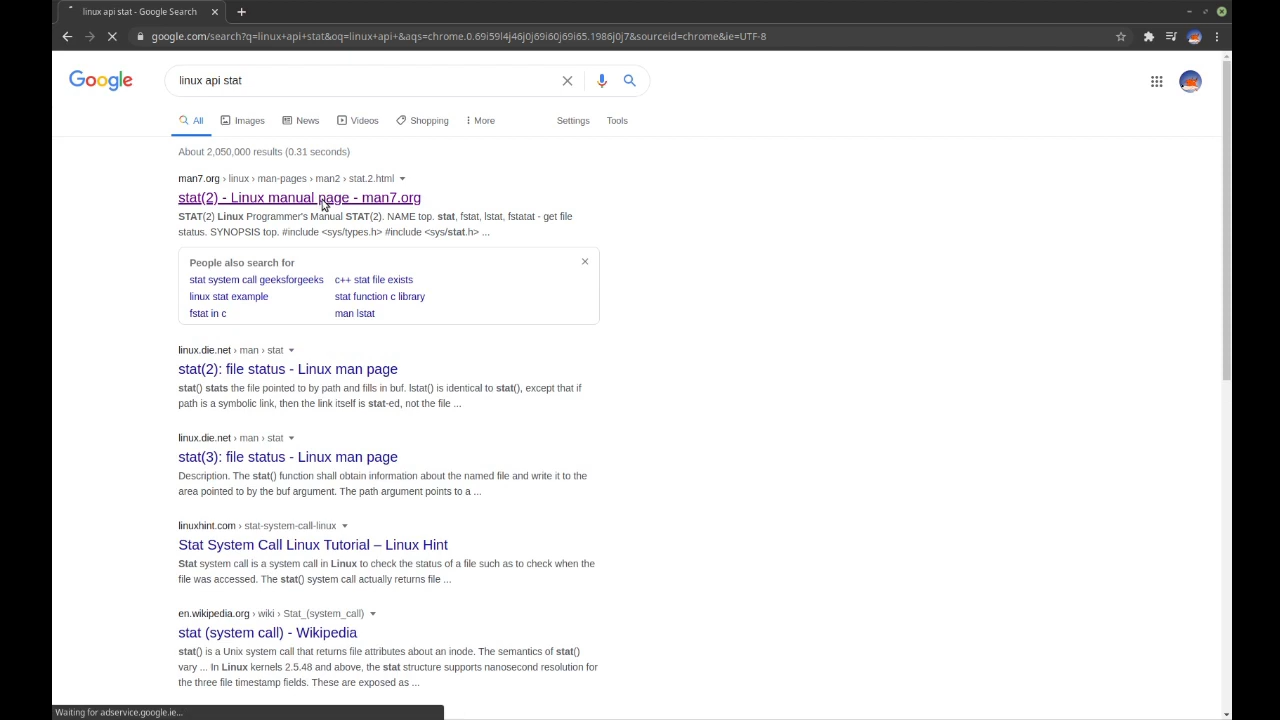 linux api stat - Google Search
google.com/search?q=linux+api+stat&oq=linux+api+&aqs=chrome.0.69i59l4j46j0j69i60j69i65.1986j0j7&sourceid=chrome&ie=UTF-8
Google
linux api stat
All Images News Videos Shopping More Settings Tools
About 2,050,000 results (0.31 seconds)
man7.org › linux › man-pages › man2 › stat.2.html
stat(2) - Linux manual page - man7.org
STAT(2) Linux Programmer's Manual STAT(2). NAME top. stat, fstat, lstat, fstatat - get file
status. SYNOPSIS top. #include <sys/types.h> #include <sys/stat.h> ...
People also search for
stat system call geeksforgeeks c++ stat file exists
linux stat example stat function c library
fstat in c man lstat
linux.die.net › man › stat
stat(2): file status - Linux man page
stat() stats the file pointed to by path and fills in buf. lstat() is identical to stat(), except that if
path is a symbolic link, then the link itself is stat-ed, not the file ...
linux.die.net › man › stat
stat(3): file status - Linux man page
Description. The stat() function shall obtain information about the named file and write it to the
area pointed to by the buf argument. The path argument points to a ...
linuxhint.com › stat-system-call-linux
Stat System Call Linux Tutorial – Linux Hint
Stat system call is a system call in Linux to check the status of a file such as to check when the
file was accessed. The stat() system call actually returns file ...
en.wikipedia.org › wiki › Stat_(system_call)
stat (system call) - Wikipedia
stat() is a Unix system call that returns file attributes about an inode. The semantics of stat()
vary ... In Linux kernels 2.5.48 and above, the stat structure supports nanosecond resolution for
the three file timestamp fields. These are exposed as ...
Waiting for adservice.google.ie...